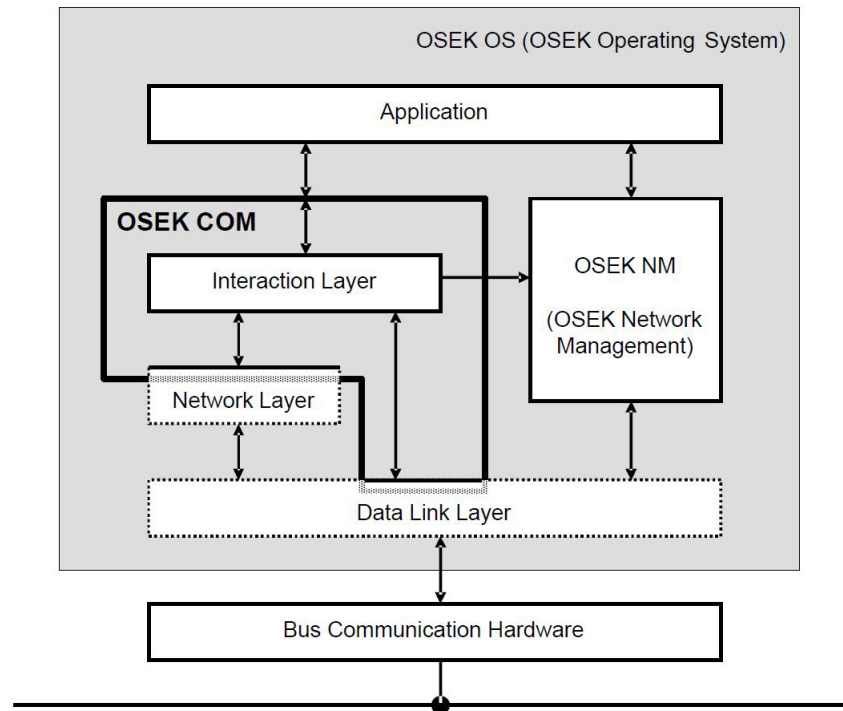 OSEK OS (OSEK Operating System)
Application
OSEK COM
Interaction Layer
OSEK NM
(OSEK Network
Management)
Network Layer
Data Link Layer
Bus Communication Hardware